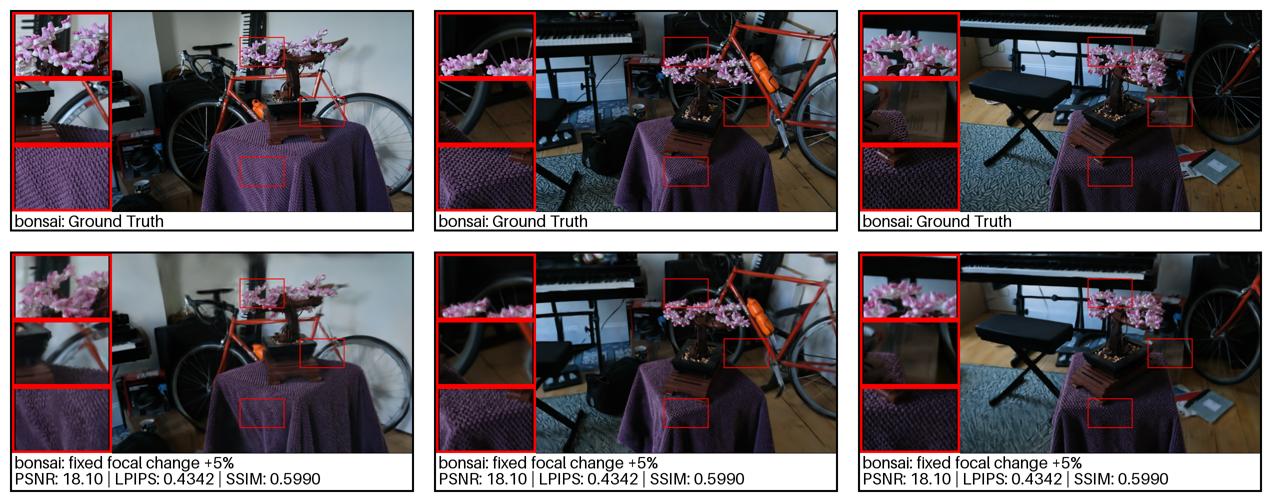 bonsai: Ground Truth
bonsai: Ground Truth
bonsai: Ground Truth
bonsai: fixed focal change +5%
PSNR: 18.10 | LPIPS: 0.4342 | SSIM: 0.5990
bonsai: fixed focal change +5%
PSNR: 18.10 | LPIPS: 0.4342 | SSIM: 0.5990
bonsai: fixed focal change +5%
PSNR: 18.10 | LPIPS: 0.4342 | SSIM: 0.5990